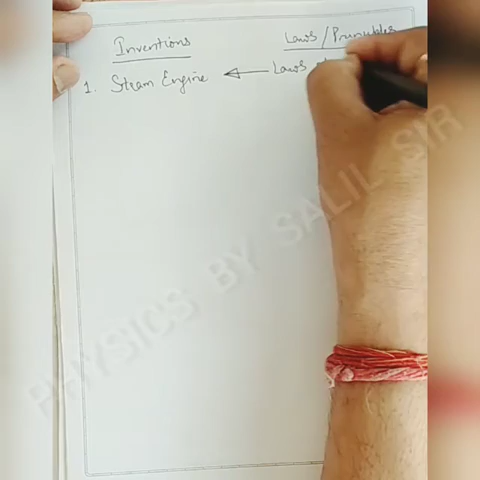 Inventions
Laws / Principles
1. Steam Engine ← Laws
PHYSICS BY SALIL SIR